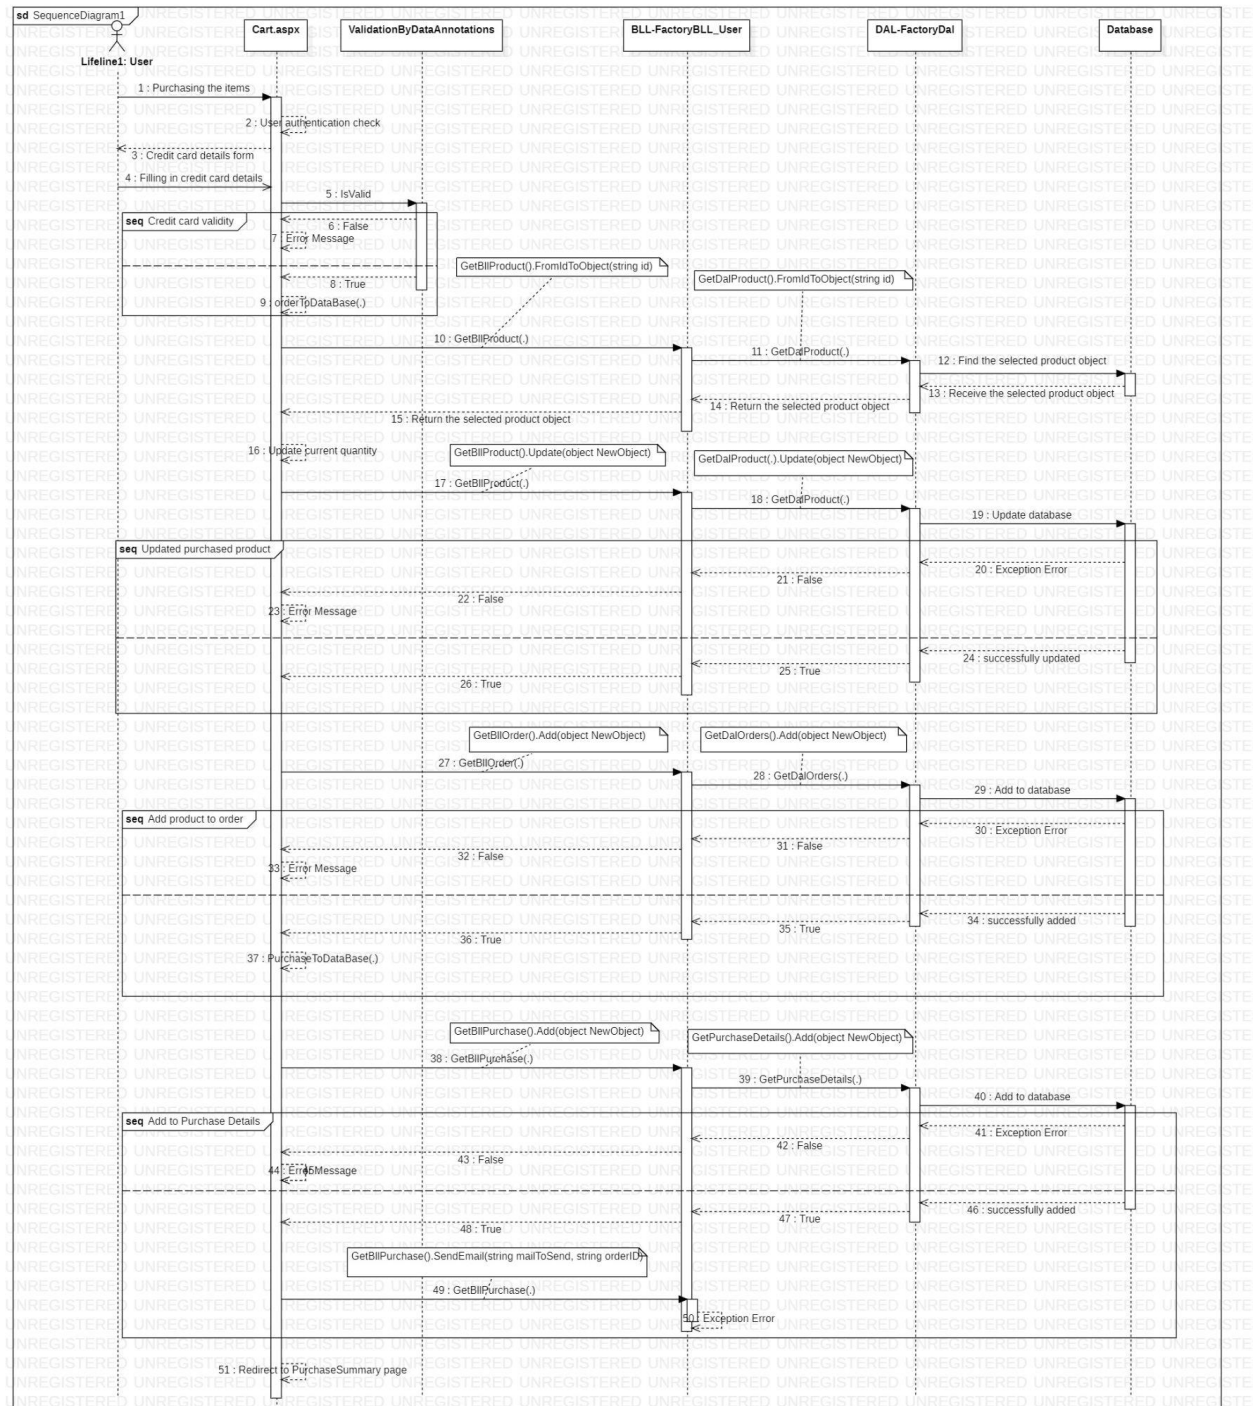 sd SequenceDiagram1
Cart.aspx
ValidationByDataAnnotations
BLL-FactoryBLL_User
DAL-FactoryDal
Database
Lifeline1: User
1 : Purchasing the items
2 : User authentication check
3 : Credit card details form
4 : Filling in credit card details
5 : IsValid
seq Credit card validity
6 : False
7 : Error Message
GetBllProduct().FromIdToObject(string id)
GetDalProduct().FromIdToObject(string id)
8 : True
9 : orderToDataBase(.)
10 : GetBllProduct(.)
11 : GetDalProduct(.)
12 : Find the selected product object
13 : Receive the selected product object
14 : Return the selected product object
15 : Return the selected product object
16 : Update current quantity
GetBllProduct().Update(object NewObject)
GetDalProduct(.).Update(object NewObject)
17 : GetBllProduct(.)
18 : GetDalProduct(.)
19 : Update database
seq Updated purchased product
20 : Exception Error
21 : False
22 : False
23 : Error Message
24 : successfully updated
25 : True
26 : True
GetBllOrder().Add(object NewObject)
GetDalOrders().Add(object NewObject)
27 : GetBllOrder(.)
28 : GetDalOrders(.)
29 : Add to database
seq Add product to order
30 : Exception Error
31 : False
32 : False
33 : Error Message
34 : successfully added
35 : True
36 : True
37 : PurchaseToDataBase(.)
GetBllPurchase().Add(object NewObject)
GetPurchaseDetails().Add(object NewObject)
38 : GetBllPurchase(.)
39 : GetPurchaseDetails(.)
40 : Add to database
seq Add to Purchase Details
41 : Exception Error
42 : False
43 : False
44 : Error Message
45 :
46 : successfully added
47 : True
48 : True
GetBllPurchase().SendEmail(string mailToSend, string orderID)
49 : GetBllPurchase(.)
50 : Exception Error
51 : Redirect to PurchaseSummary page